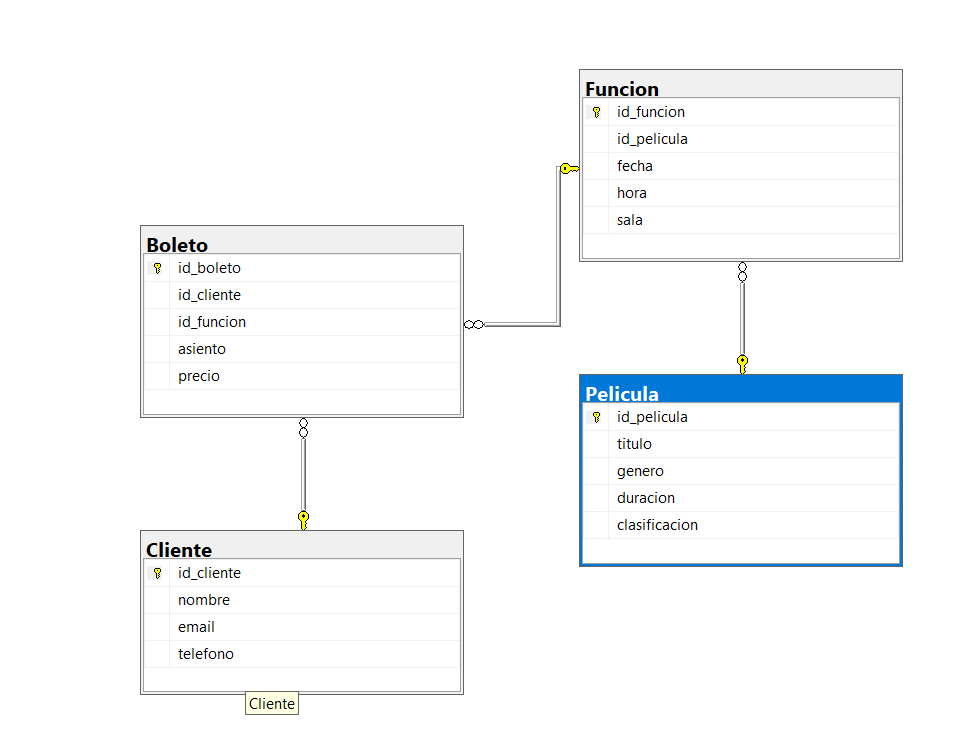 Funcion
id_funcion
id_pelicula
fecha
hora
sala
Boleto
id_boleto
id_cliente
id_funcion
asiento
precio
Pelicula
id_pelicula
titulo
genero
duracion
clasificacion
Cliente
id_cliente
nombre
email
telefono
Cliente